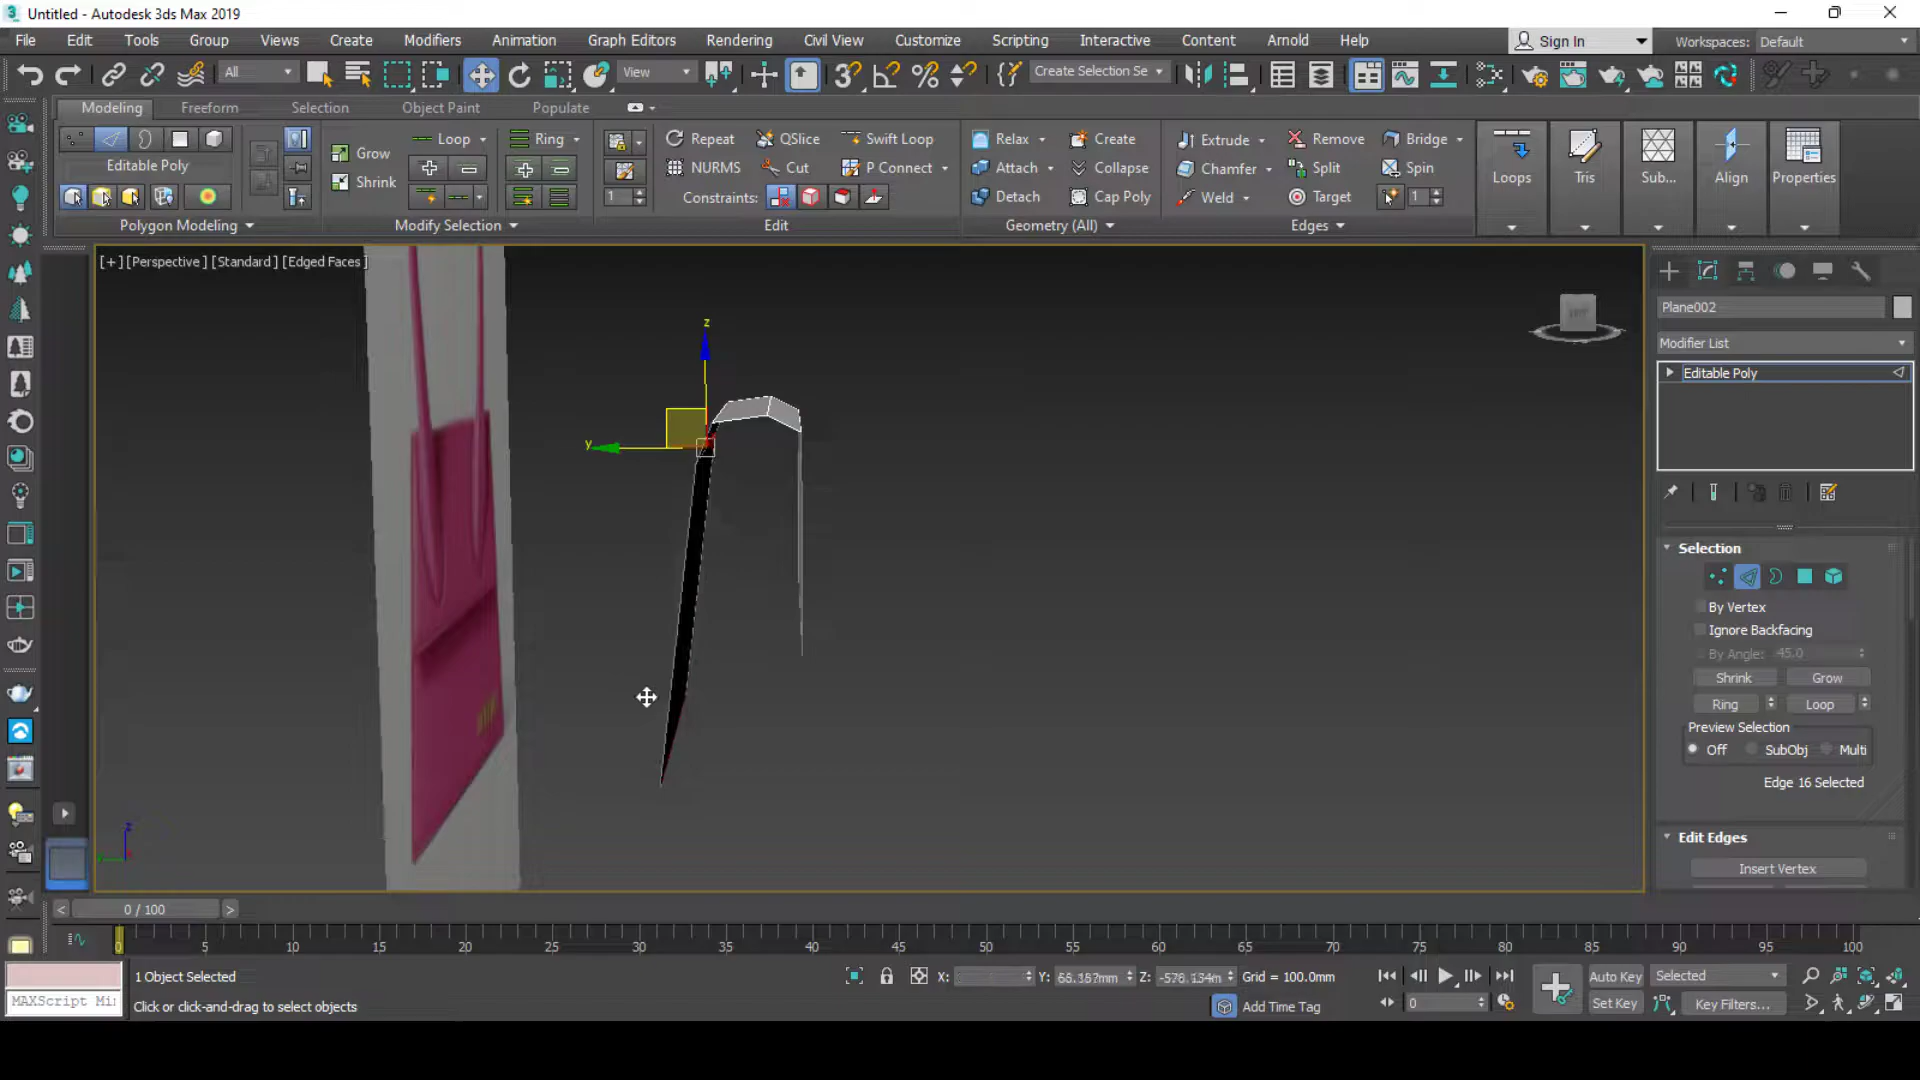 Untitled - Autodesk 3ds Max 2019
File Edit Tools Group Views Create Modifiers Animation Graph Editors Rendering Civil View Customize Scripting Interactive Content Arnold Help Sign In Workspaces: Default
All View Create Selection Se
Modeling Freeform Selection Object Paint Populate
Loop Ring Repeat QSlice Swift Loop Relax Create Extrude Remove Bridge
Grow
Editable Poly
NURMS Cut P Connect Attach Collapse Chamfer Split Spin
Shrink
Loops Tris Sub... Align Properties
1 Constraints: Detach Cap Poly Weld Target 1
Polygon Modeling Modify Selection Edit Geometry (All) Edges
[+] [Perspective] [Standard] [Edged Faces]
Plane002
Modifier List
Editable Poly
z
y
Selection
By Vertex
Ignore Backfacing
By Angle: 45.0
Shrink Grow
Ring Loop
Preview Selection
Off SubObj Multi
Edge 16 Selected
Edit Edges
Insert Vertex
z
0 / 100
0 5 10 15 20 25 30 35 40 45 50 55 60 65 70 75 80 85 90 95 100
1 Object Selected X: Y: Z: Grid = 100.0mm Auto Key Selected
MAXScript Mi
Click or click-and-drag to select objects Add Time Tag 0 Set Key Key Filters...